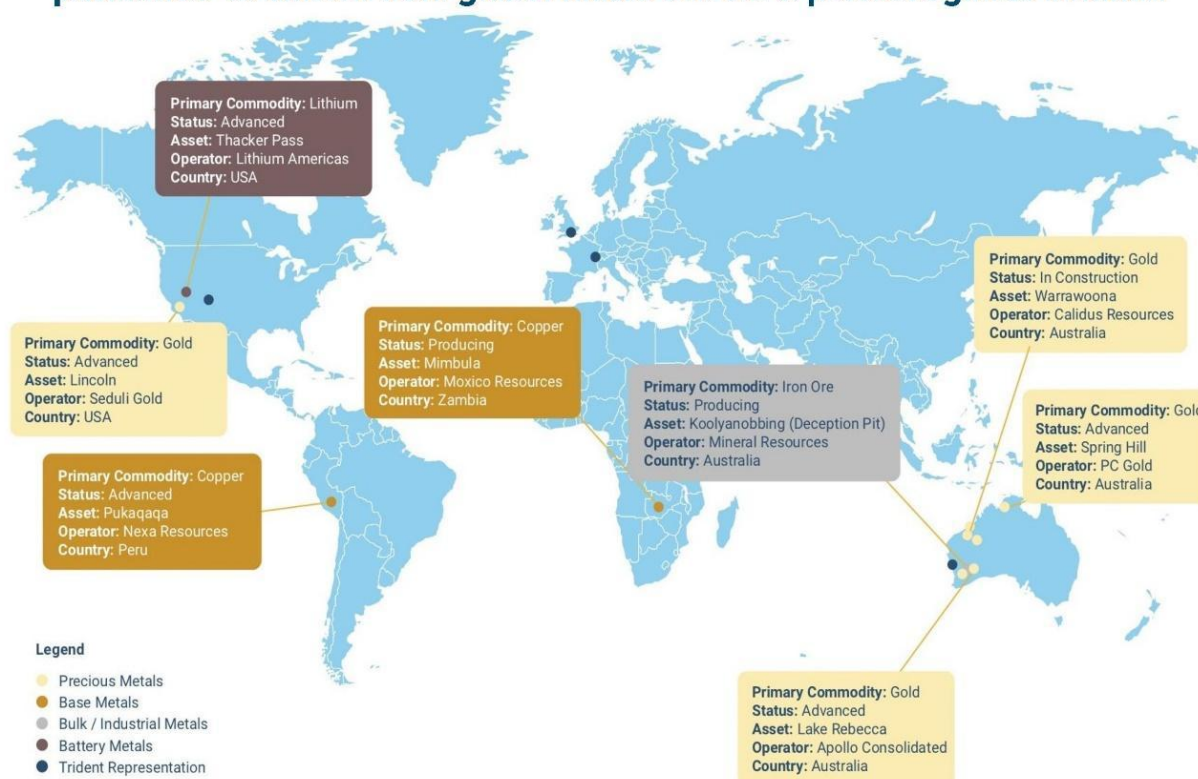 Primary Commodity: Lithium
Status: Advanced
Asset: Thacker Pass
Operator: Lithium Americas
Country: USA
Primary Commodity: Gold
Status: In Construction
Asset: Warrawoona
Operator: Calidus Resources
Country: Australia
Primary Commodity: Gold
Status: Advanced
Asset: Lincoln
Operator: Seduli Gold
Country: USA
Primary Commodity: Copper
Status: Producing
Asset: Mimbula
Operator: Moxico Resources
Country: Zambia
Primary Commodity: Iron Ore
Status: Producing
Asset: Koolyanobbing (Deception Pit)
Operator: Mineral Resources
Country: Australia
Primary Commodity: Gold
Status: Advanced
Asset: Spring Hill
Operator: PC Gold
Country: Australia
Primary Commodity: Copper
Status: Advanced
Asset: Pukaqaqa
Operator: Nexa Resources
Country: Peru
Legend
Precious Metals
Base Metals
Bulk / Industrial Metals
Battery Metals
Trident Representation
Primary Commodity: Gold
Status: Advanced
Asset: Lake Rebecca
Operator: Apollo Consolidated
Country: Australia